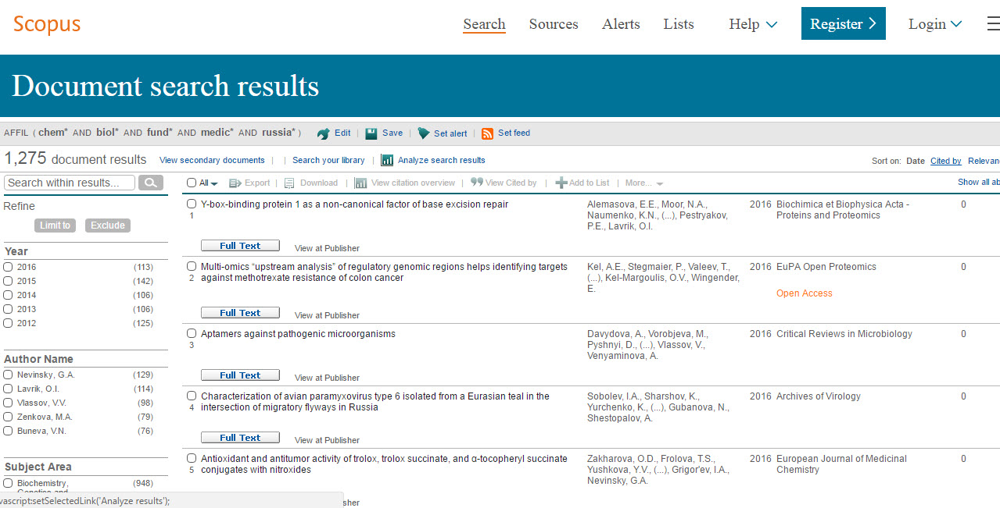 Scopus
Search Sources Alerts Lists Help Register Login
Document search results
AFFIL ( chem* AND biol* AND fund* AND medic* AND russia* ) Edit | Save | Set alert | Set feed
1,275 document results View secondary documents | | Search your library | Analyze search results Sort on: Date Cited by Relevan
Search within results...
All Export | Download | View citation overview | View Cited by | Add to List | More... Show all ab
Refine
Limit to Exclude
Year
2016 (113)
2015 (142)
2014 (106)
2013 (106)
2012 (125)
Author Name
Nevinsky, G.A. (129)
Lavrik, O.I. (114)
Vlassov, V.V. (98)
Zenkova, M.A. (79)
Buneva, V.N. (76)
Subject Area
Biochemistry, (948)
Genetics and
vascript:setSelectedLink('Analyze results');
1 Y-box-binding protein 1 as a non-canonical factor of base excision repair
Alemasova, E.E., Moor, N.A.,
Naumenko, K.N., (...), Pestryakov,
P.E., Lavrik, O.I.
2016 Biochimica et Biophysica Acta -
Proteins and Proteomics
0
Full Text View at Publisher
2 Multi-omics “upstream analysis” of regulatory genomic regions helps identifying targets
against methotrexate resistance of colon cancer
Kel, A.E., Stegmaier, P., Valeev, T.,
(...), Kel-Margoulis, O.V., Wingender,
E.
2016 EuPA Open Proteomics
Open Access
0
Full Text View at Publisher
3 Aptamers against pathogenic microorganisms
Davydova, A., Vorobjeva, M.,
Pyshnyi, D., (...), Vlassov, V.,
Venyaminova, A.
2016 Critical Reviews in Microbiology
0
Full Text View at Publisher
4 Characterization of avian paramyxovirus type 6 isolated from a Eurasian teal in the
intersection of migratory flyways in Russia
Sobolev, I.A., Sharshov, K.,
Yurchenko, K., (...), Gubanova, N.,
Shestopalov, A.
2016 Archives of Virology
0
Full Text View at Publisher
5 Antioxidant and antitumor activity of trolox, trolox succinate, and α-tocopheryl succinate
conjugates with nitroxides
Zakharova, O.D., Frolova, T.S.,
Yushkova, Y.V., (...), Grigor'ev, I.A.,
Nevinsky, G.A.
2016 European Journal of Medicinal
Chemistry
0
sher